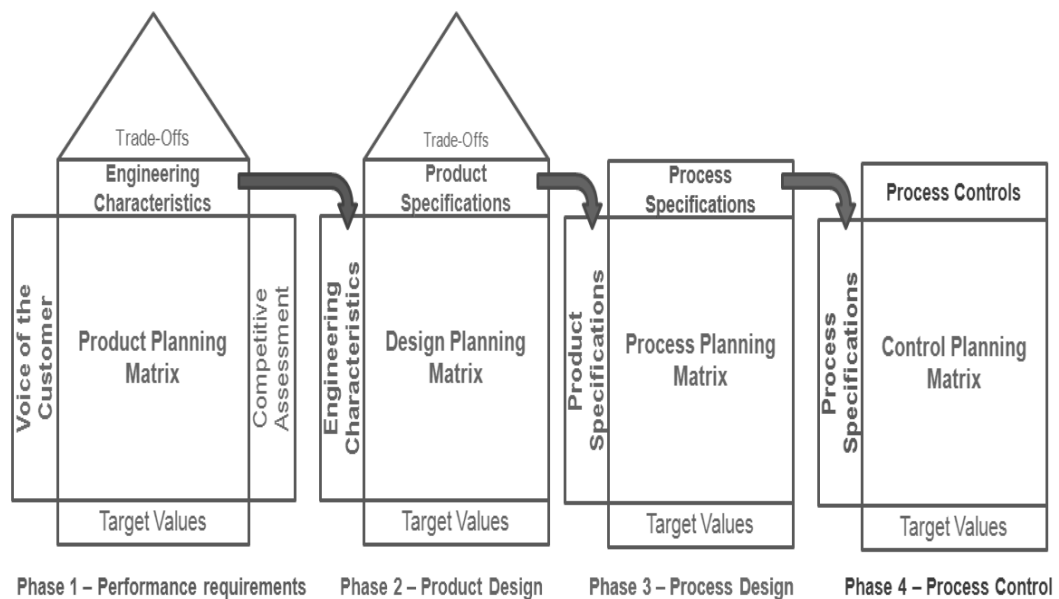 Trade-Offs
Engineering
Characteristics
Voice of the
Customer
Product Planning
Matrix
Competitive
Assessment
Target Values
Phase 1 – Performance requirements
Trade-Offs
Product
Specifications
Engineering
Characteristics
Design Planning
Matrix
Target Values
Phase 2 – Product Design
Process
Specifications
Product
Specifications
Process Planning
Matrix
Target Values
Phase 3 – Process Design
Process Controls
Process
Specifications
Control Planning
Matrix
Target Values
Phase 4 – Process Control